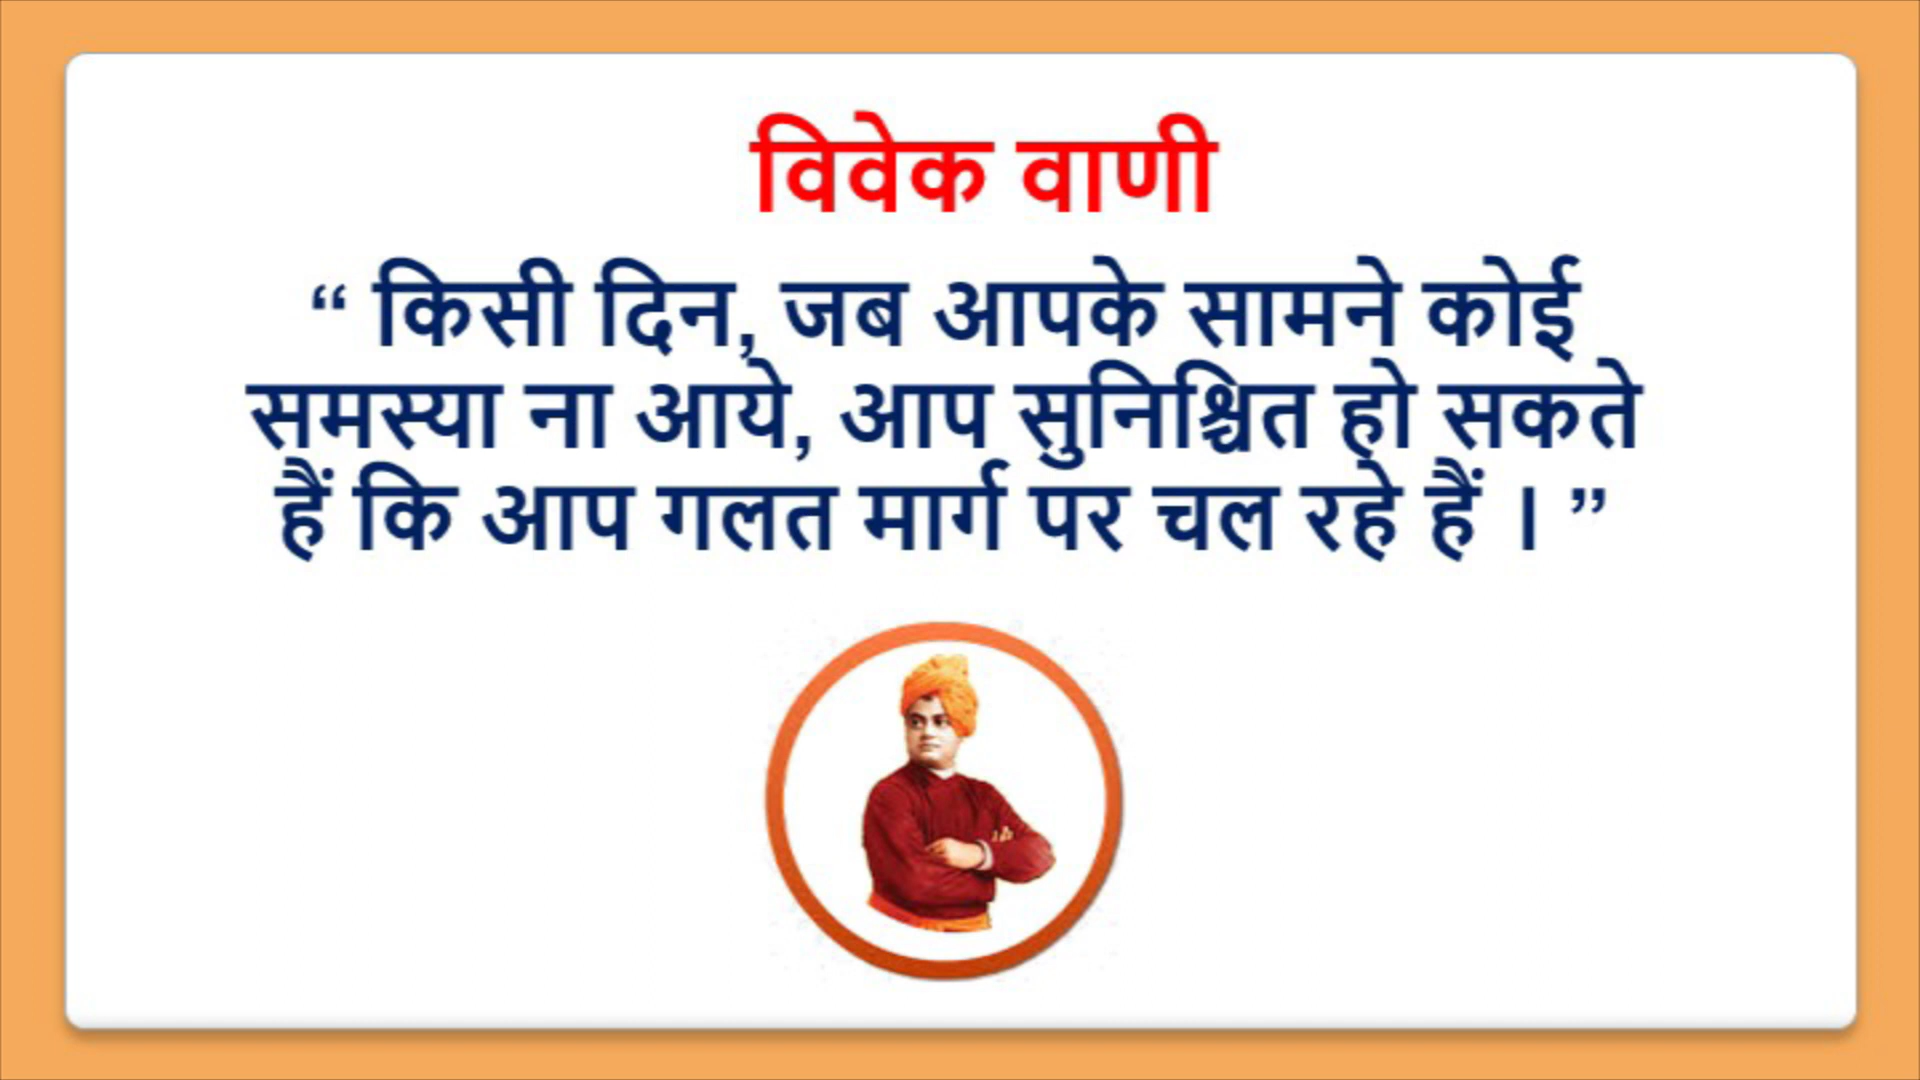 विवेक वाणी
“ किसी दिन, जब आपके सामने कोई
समस्या ना आये, आप सुनिश्चित हो सकते
हैं कि आप गलत मार्ग पर चल रहे हैं । ”